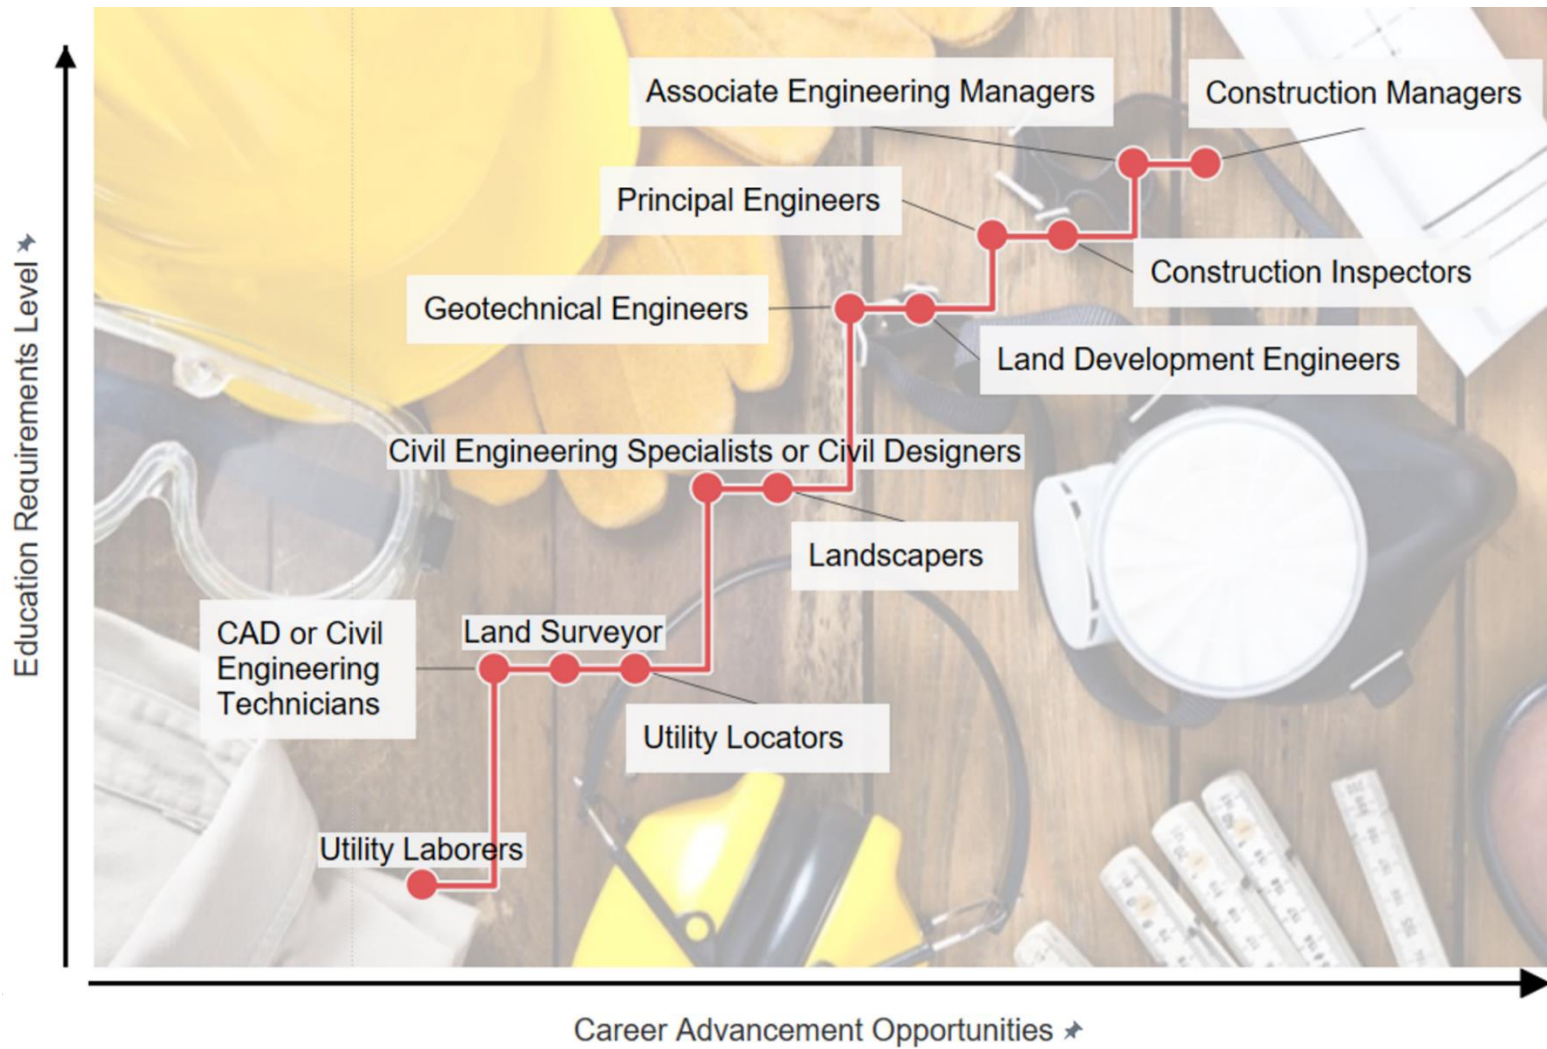 Associate Engineering Managers
Construction Managers
Principal Engineers
Construction Inspectors
Geotechnical Engineers
Land Development Engineers
Civil Engineering Specialists or Civil Designers
Landscapers
CAD or Civil
Engineering
Technicians
Land Surveyor
Utility Locators
Utility Laborers
Education Requirements Level
Career Advancement Opportunities